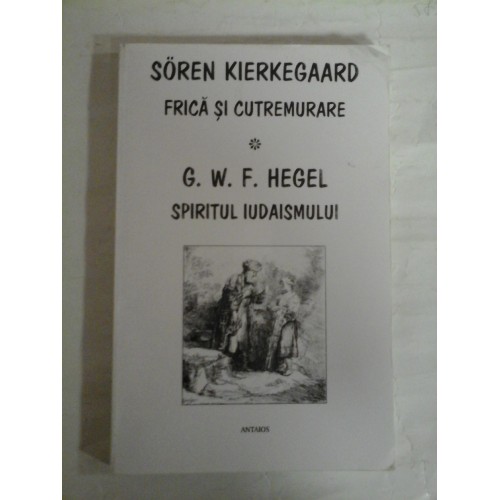 SÖREN KIERKEGAARD
FRICĂ ȘI CUTREMURARE
*
G. W. F. HEGEL
SPIRITUL IUDAISMULUI
ANTAIOS